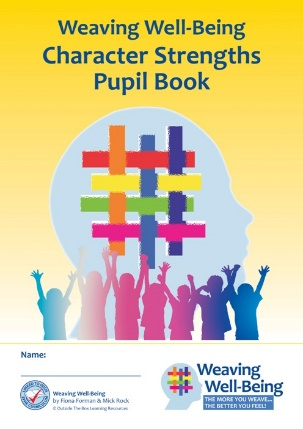 Weaving Well-Being
Character Strengths
Pupil Book
Name:
Weaving Well-Being
by Fiona Forman & Mick Rock
© Outside The Box Learning Resources
Weaving
Well-Being
THE MORE YOU WEAVE...
THE BETTER YOU FEEL!